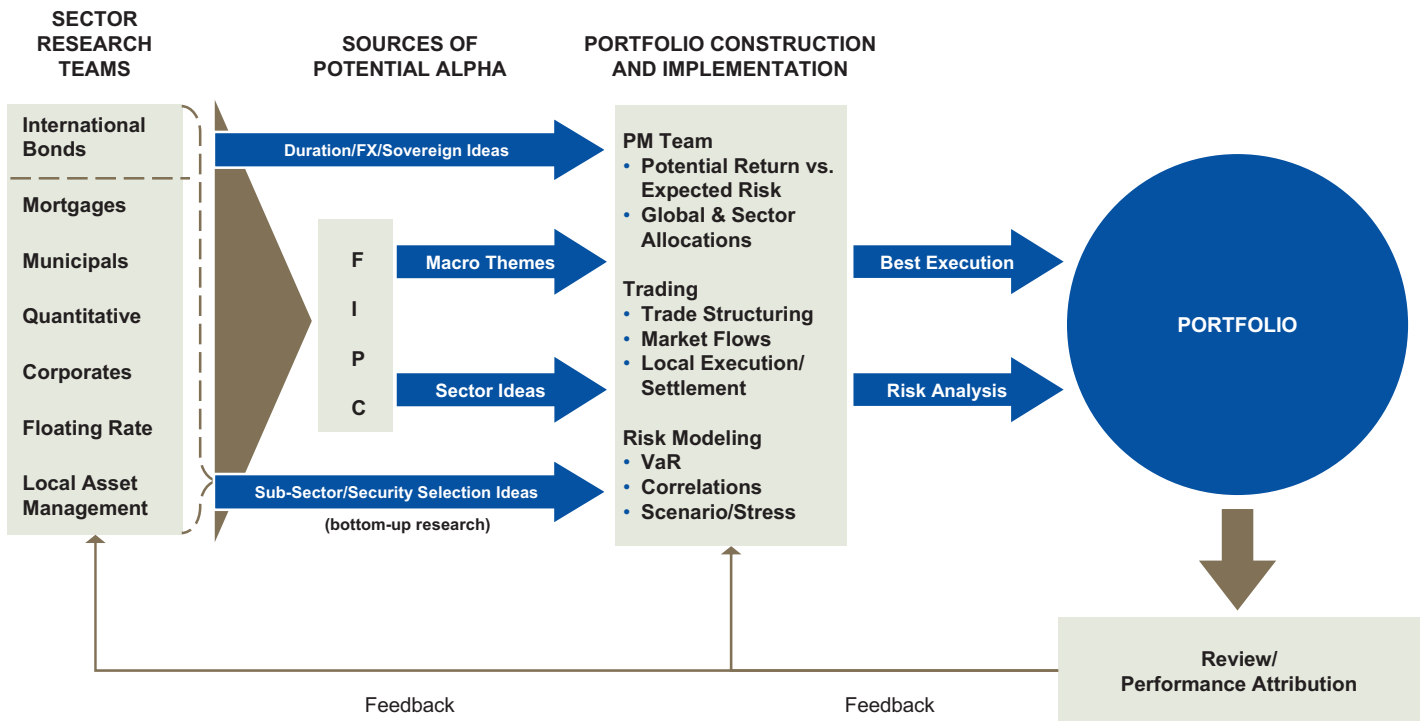 SECTOR
RESEARCH
TEAMS
International
Bonds
Mortgages
Municipals
Quantitative
Corporates
Floating Rate
Local Asset
Management
SOURCES OF
POTENTIAL ALPHA
Duration/FX/Sovereign Ideas
F
I
P
C
Macro Themes
Sector Ideas
Sub-Sector/Security Selection Ideas
(bottom-up research)
PORTFOLIO CONSTRUCTION
AND IMPLEMENTATION
PM Team
• Potential Return vs.
Expected Risk
• Global & Sector
Allocations
Trading
• Trade Structuring
• Market Flows
• Local Execution/
Settlement
Risk Modeling
• VaR
• Correlations
• Scenario/Stress
Best Execution
Risk Analysis
PORTFOLIO
Review/
Performance Attribution
Feedback
Feedback